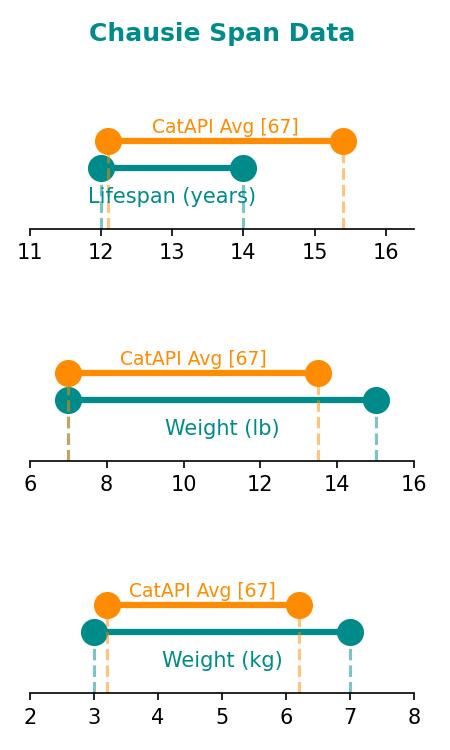 Chausie Span Data
CatAPI Avg [67]
Lifespan (years)
11 12 13 14 15 16
CatAPI Avg [67]
Weight (lb)
6 8 10 12 14 16
CatAPI Avg [67]
Weight (kg)
2 3 4 5 6 7 8